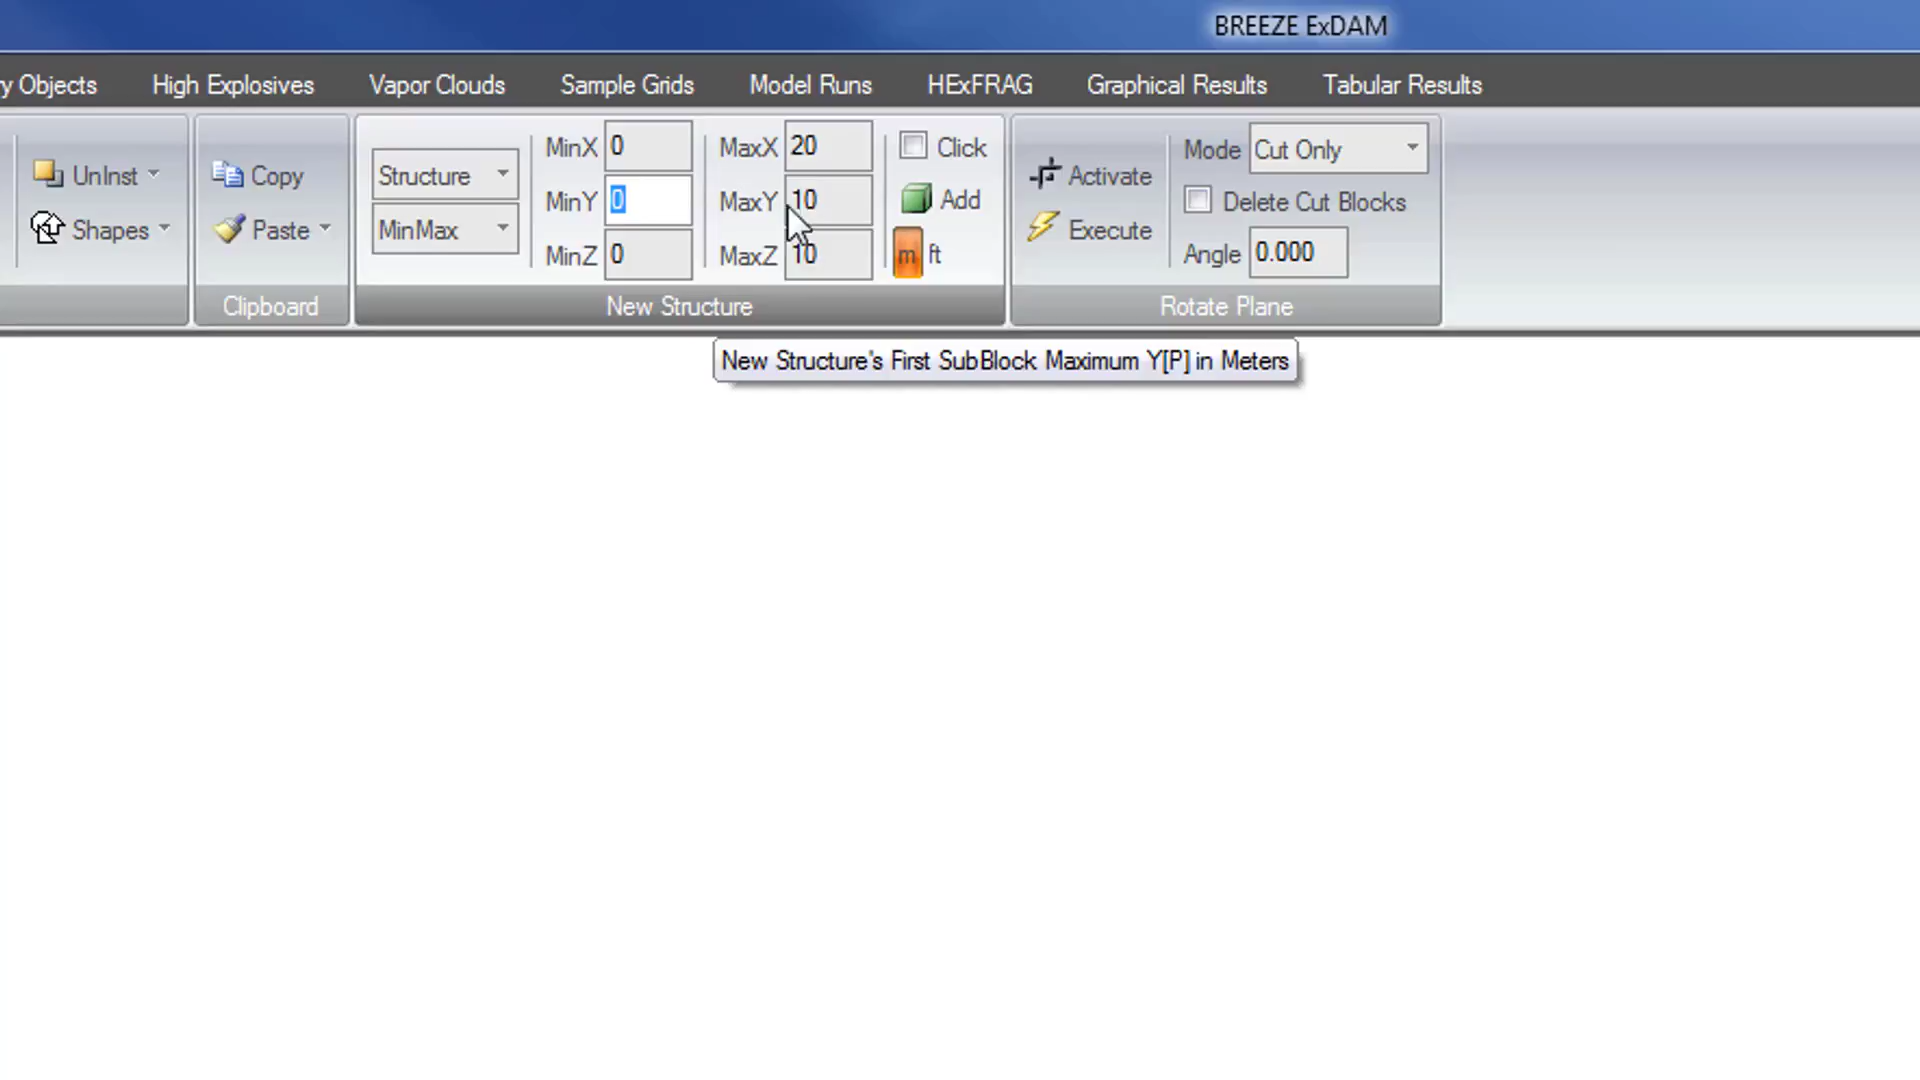 BREEZE ExDAM
y Objects High Explosives Vapor Clouds Sample Grids Model Runs HExFRAG Graphical Results Tabular Results
UnInst
Shapes
Copy
Paste
Clipboard
Structure
MinMax
MinX 0
MinY 0
MinZ 0
MaxX 20
MaxY 10
MaxZ 10
Click
Add
m ft
New Structure
Activate
Execute
Mode Cut Only
Delete Cut Blocks
Angle 0.000
Rotate Plane
New Structure's First SubBlock Maximum Y[P] in Meters